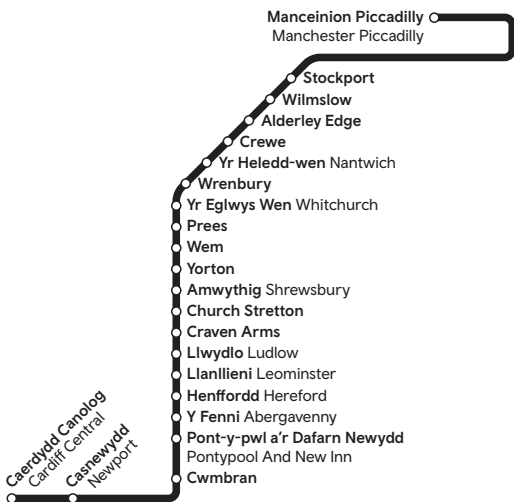 Manceinion Piccadilly
Manchester Piccadilly
Stockport
Wilmslow
Alderley Edge
Crewe
Yr Heledd-wen Nantwich
Wrenbury
Yr Eglwys Wen Whitchurch
Prees
Wem
Yorton
Amwythig Shrewsbury
Church Stretton
Craven Arms
Llwydlo Ludlow
Llanllieni Leominster
Henffordd Hereford
Y Fenni Abergavenny
Pont-y-pwl a'r Dafarn Newydd
Pontypool And New Inn
Cwmbran
Casnewydd
Newport
Caerdydd Canolog
Cardiff Central